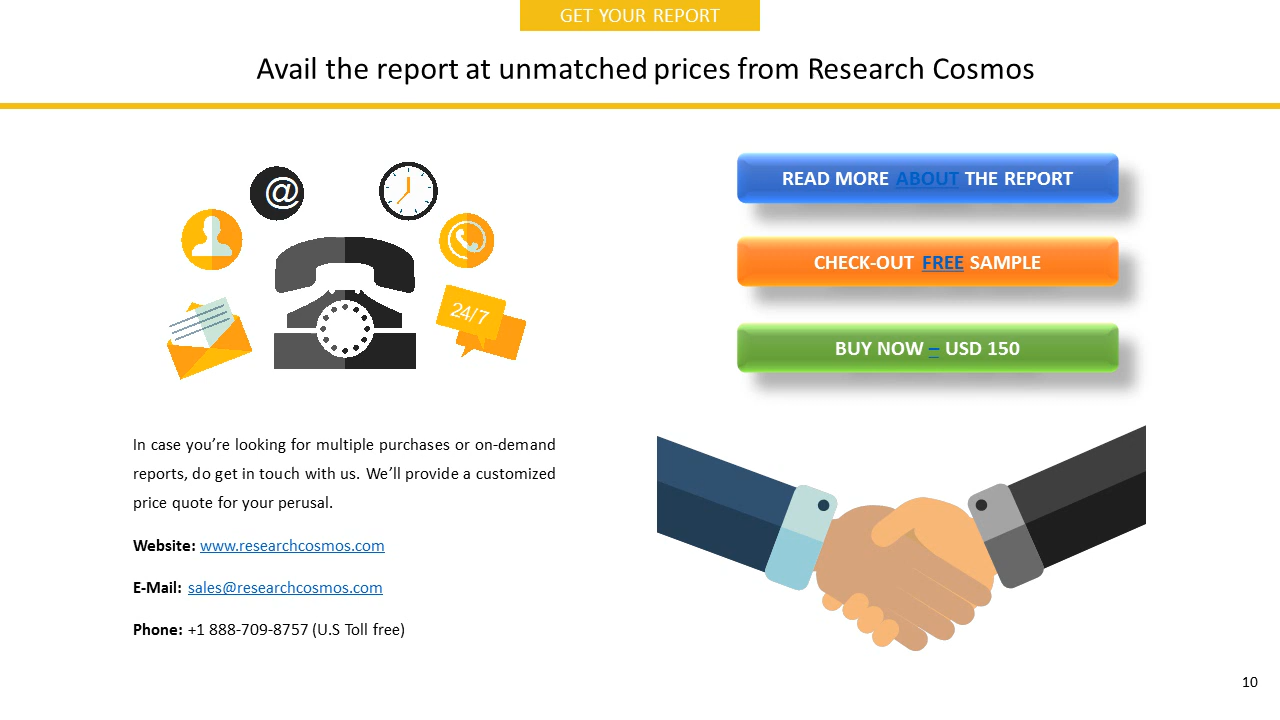 GET YOUR REPORT
Avail the report at unmatched prices from Research Cosmos
@
24/7
READ MORE ABOUT THE REPORT
CHECK-OUT FREE SAMPLE
BUY NOW – USD 150
In case you’re looking for multiple purchases or on-demand
reports, do get in touch with us. We’ll provide a customized
price quote for your perusal.
Website: www.researchcosmos.com
E-Mail: sales@researchcosmos.com
Phone: +1 888-709-8757 (U.S Toll free)
10